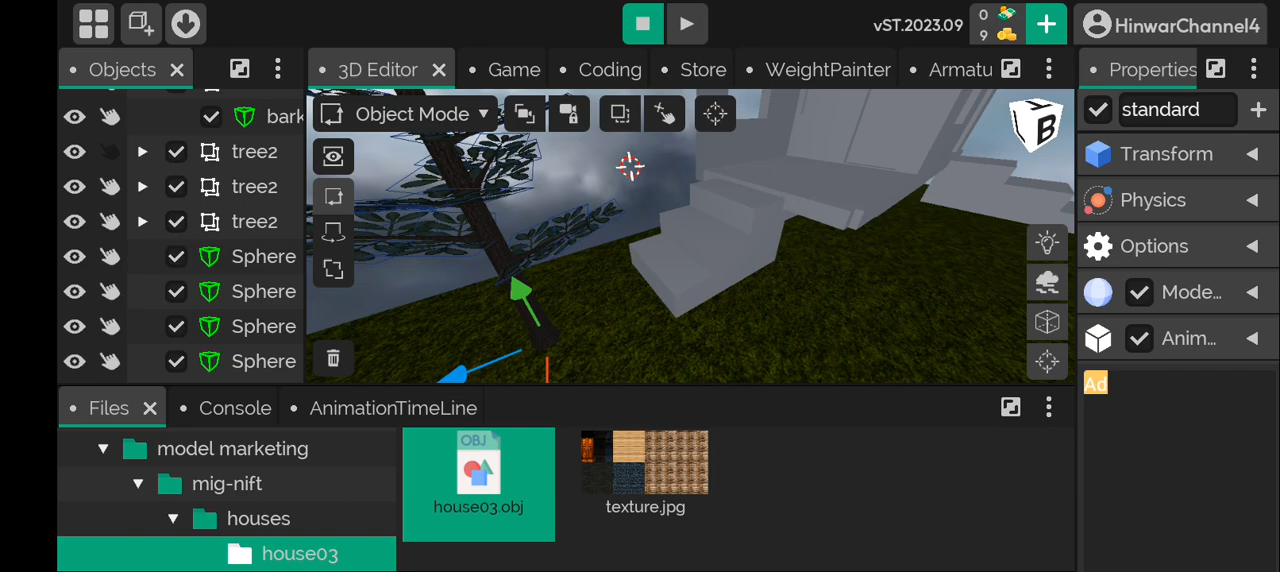 vST.2023.09
0
9
HinwarChannel4
Objects
3D Editor
Game
Coding
Store
WeightPainter
Armatu
Properties
bark
Object Mode
B
standard
tree2
tree2
tree2
Sphere
Sphere
Sphere
Sphere
Transform
Physics
Options
Mode...
Anim...
Ad
Files
Console
AnimationTimeLine
model marketing
mig-nift
houses
house03
OBJ
house03.obj
texture.jpg